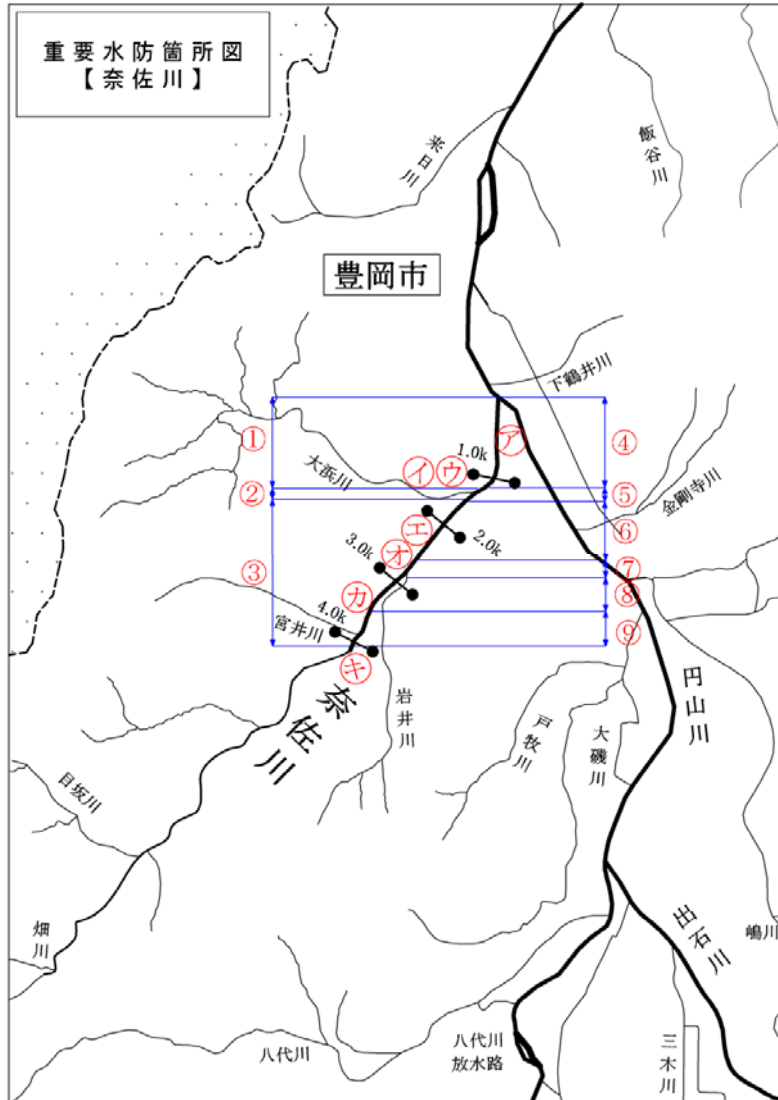 重要水防箇所図
【奈佐川】
来日川
飯谷川
豊岡市
下鶴井川
①
ア
④
1.0k
大浜川
イ
ウ
②
⑤
金剛寺川
エ
2.0k
⑥
3.0k
オ
⑦
③
カ
⑧
4.0k
宮井川
⑨
キ
奈佐川
岩井川
戸牧川
大磯川
円山川
目坂川
畑川
出石川
嶋川
八代川
八代川
放水路
三木川